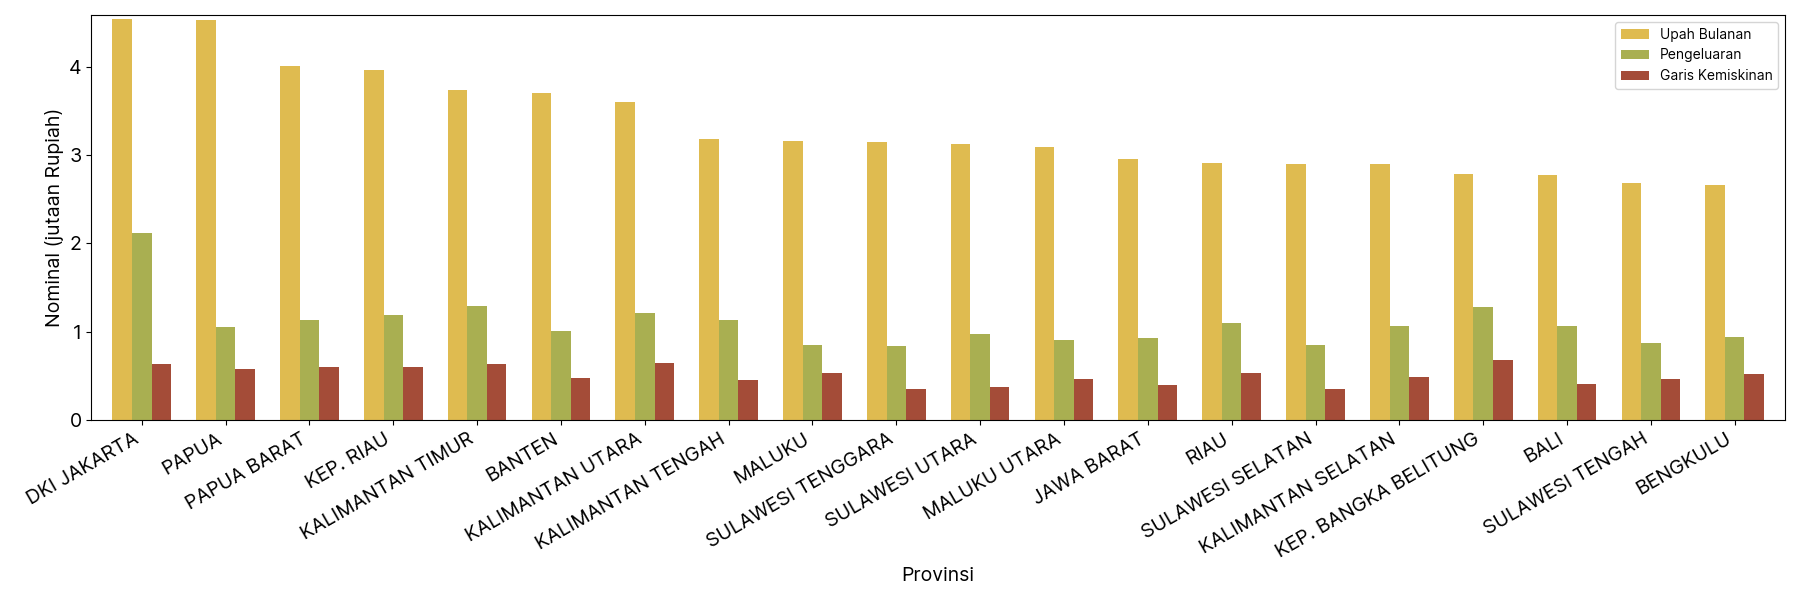 Upah Bulanan
Pengeluaran
Garis Kemiskinan
Nominal (jutaan Rupiah)
4
3
2
1
0
DKI JAKARTA
PAPUA
PAPUA BARAT
KEP. RIAU
KALIMANTAN TIMUR
BANTEN
KALIMANTAN UTARA
KALIMANTAN TENGAH
MALUKU
SULAWESI TENGGARA
SULAWESI UTARA
MALUKU UTARA
JAWA BARAT
RIAU
SULAWESI SELATAN
KALIMANTAN SELATAN
KEP. BANGKA BELITUNG
BALI
SULAWESI TENGAH
BENGKULU
Provinsi